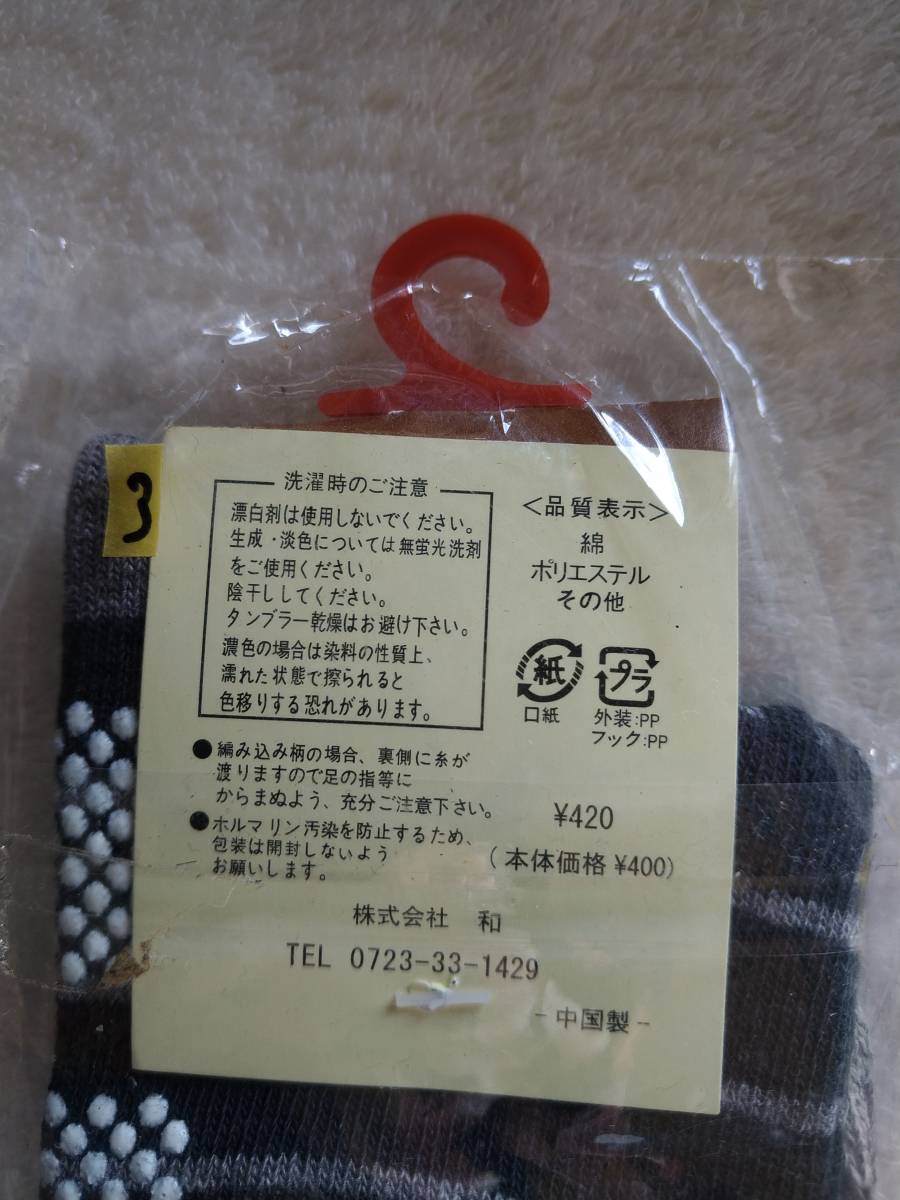 3
洗濯時のご注意
漂白剤は使用しないでください。
生成・淡色については無蛍光洗剤
をご使用ください。
陰干ししてください。
タンブラー乾燥はお避け下さい。
濃色の場合は染料の性質上、
濡れた状態で擦られると
色移りする恐れがあります。
●編み込み柄の場合、裏側に糸が
渡りますので足の指等に
からまぬよう、充分ご注意下さい。
●ホルマリン汚染を防止するため、
包装は開封しないよう
お願いします。
<品質表示>
綿
ポリエステル
その他
紙
プラ
口紙
外装:PP
フック:PP
¥420
(本体価格¥400)
株式会社 和
TEL 0723-33-1429
-中国製-